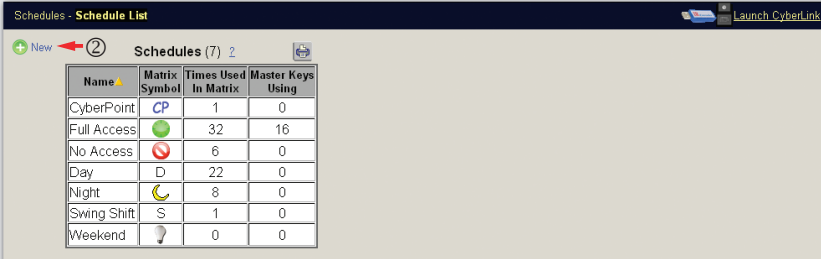 Schedules - Schedule List
Launch CyberLink
New ② Schedules (7) ?
Name Matrix Symbol Times Used In Matrix Master Keys Using
CyberPoint CP 1 0
Full Access 32 16
No Access 6 0
Day D 22 0
Night 8 0
Swing Shift S 1 0
Weekend 0 0